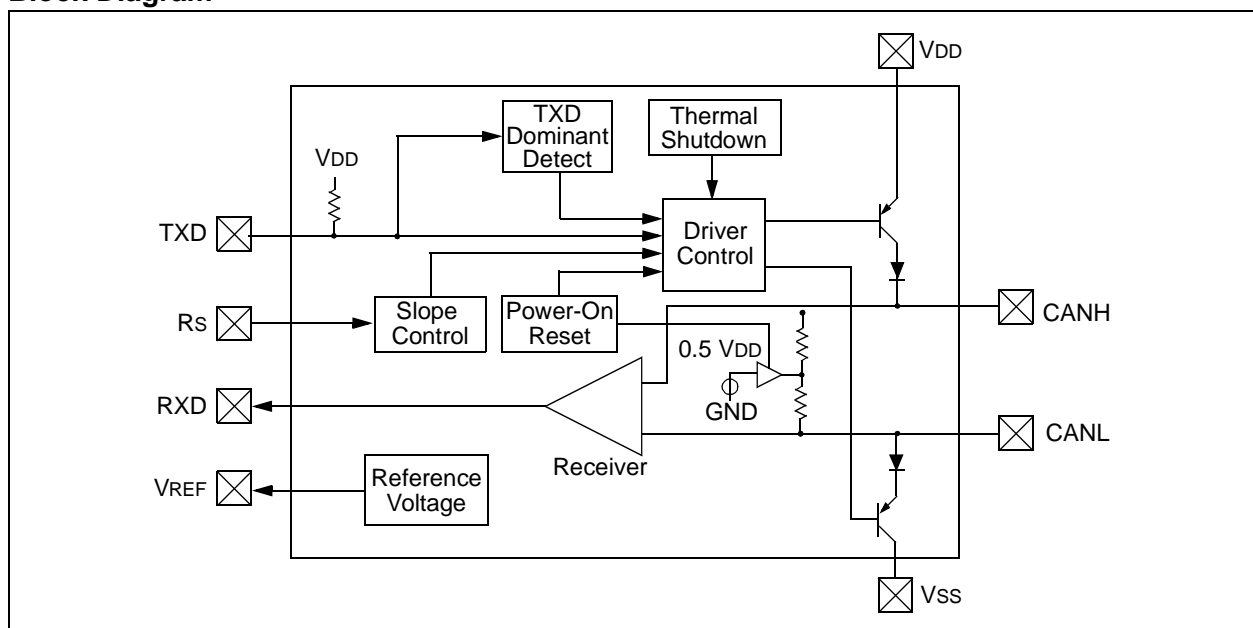 Block Diagram
VDD
TXD
Dominant
Detect
Thermal
Shutdown
VDD
TXD
Driver
Control
RS
Slope
Control
Power-On
Reset
CANH
0.5 VDD
GND
RXD
CANL
Receiver
VREF
Reference
Voltage
VSS